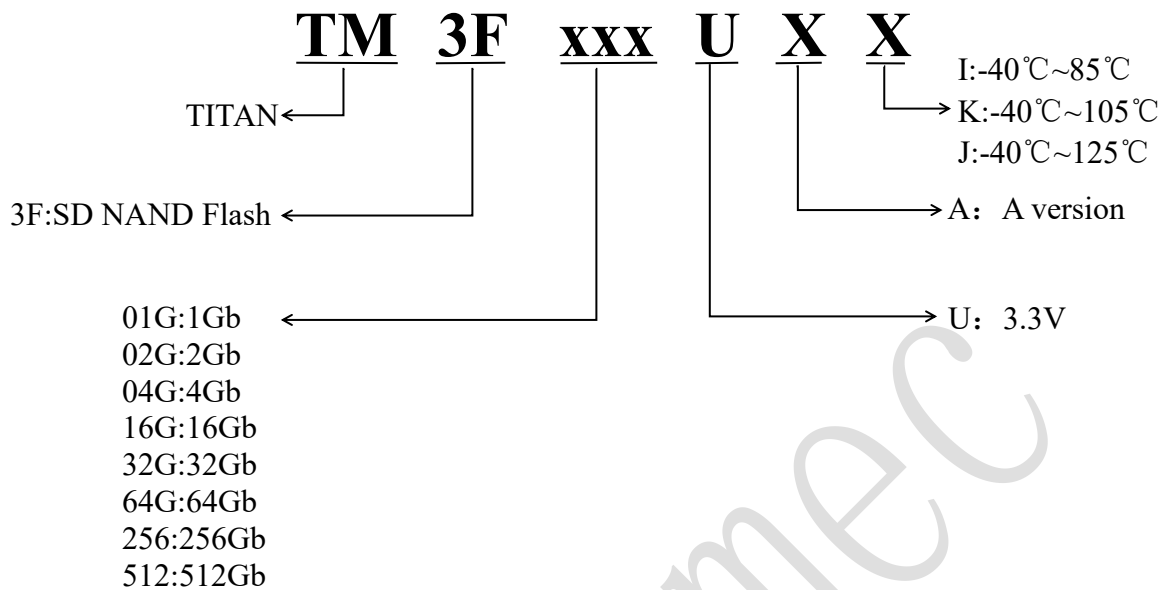 TM 3F xxx U X X
I:-40℃~85℃
TITAN
K:-40℃~105℃
J:-40℃~125℃
3F:SD NAND Flash
A：A version
01G:1Gb
U：3.3V
02G:2Gb
04G:4Gb
16G:16Gb
32G:32Gb
64G:64Gb
256:256Gb
512:512Gb
mec